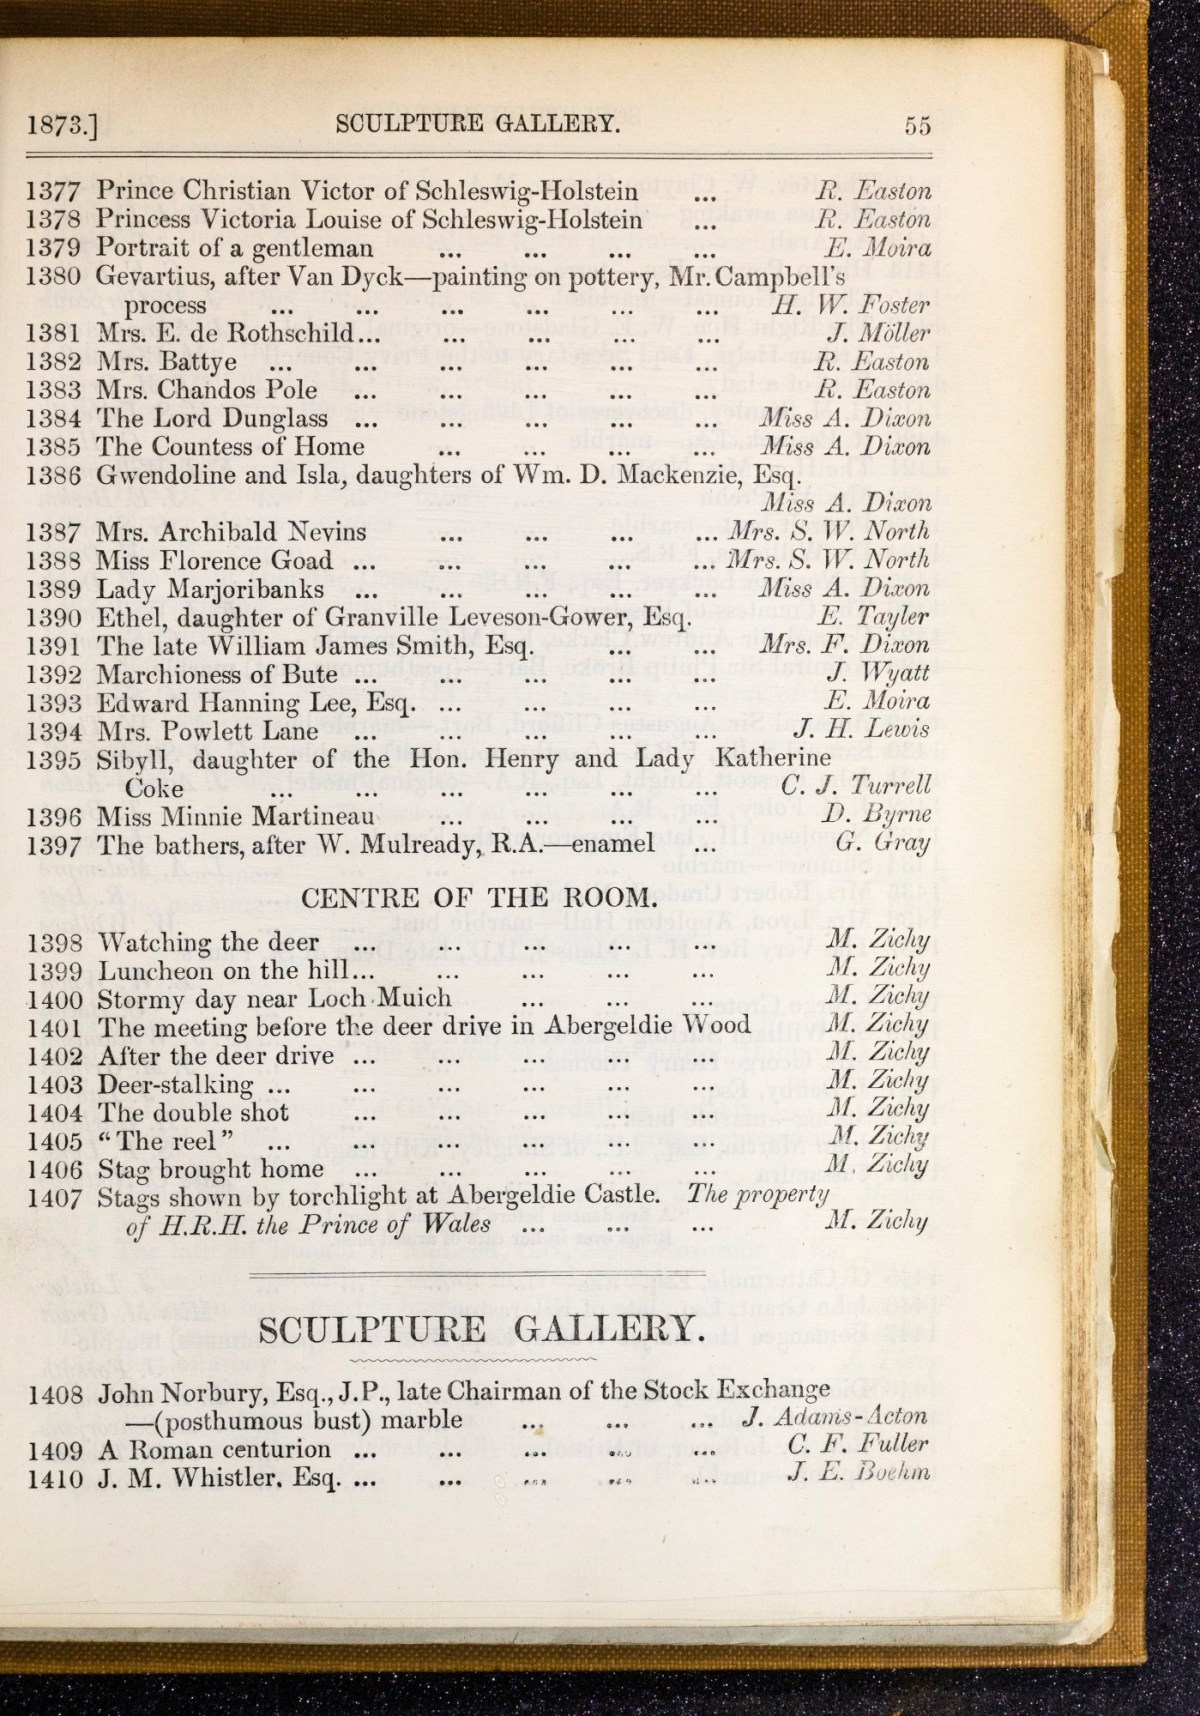 1873.] SCULPTURE GALLERY. 55
1377 Prince Christian Victor of Schleswig-Holstein ... R. Easton
1378 Princess Victoria Louise of Schleswig-Holstein ... R. Easton
1379 Portrait of a gentleman ... ... ... ... E. Moira
1380 Gevartius, after Van Dyck—painting on pottery, Mr. Campbell's
process ... ... ... ... ... ... H. W. Foster
1381 Mrs. E. de Rothschild... ... ... ... ... J. Möller
1382 Mrs. Battye ... ... ... ... ... ... R. Easton
1383 Mrs. Chandos Pole ... ... ... ... ... R. Easton
1384 The Lord Dunglass ... ... ... ... ... Miss A. Dixon
1385 The Countess of Home ... ... ... ... Miss A. Dixon
1386 Gwendoline and Isla, daughters of Wm. D. Mackenzie, Esq.
Miss A. Dixon
1387 Mrs. Archibald Nevins ... ... ... ... Mrs. S. W. North
1388 Miss Florence Goad ... ... ... ... ... Mrs. S. W. North
1389 Lady Marjoribanks ... ... ... ... ... Miss A. Dixon
1390 Ethel, daughter of Granville Leveson-Gower, Esq. E. Tayler
1391 The late William James Smith, Esq. ... ... Mrs. F. Dixon
1392 Marchioness of Bute ... ... ... ... ... J. Wyatt
1393 Edward Hanning Lee, Esq. ... ... ... ... E. Moira
1394 Mrs. Powlett Lane ... ... ... ... ... J. H. Lewis
1395 Sibyll, daughter of the Hon. Henry and Lady Katherine
Coke ... ... ... ... ... ... C. J. Turrell
1396 Miss Minnie Martineau ... ... ... ... D. Byrne
1397 The bathers, after W. Mulready, R.A.—enamel ... G. Gray
CENTRE OF THE ROOM.
1398 Watching the deer ... ... ... ... ... M. Zichy
1399 Luncheon on the hill... ... ... ... ... M. Zichy
1400 Stormy day near Loch Muich ... ... ... M. Zichy
1401 The meeting before the deer drive in Abergeldie Wood M. Zichy
1402 After the deer drive ... ... ... ... ... M. Zichy
1403 Deer-stalking ... ... ... ... ... ... M. Zichy
1404 The double shot ... ... ... ... ... M. Zichy
1405 "The reel" ... ... ... ... ... ... M. Zichy
1406 Stag brought home ... ... ... ... ... M. Zichy
1407 Stags shown by torchlight at Abergeldie Castle. The property
of H.R.H. the Prince of Wales ... ... ... M. Zichy
SCULPTURE GALLERY.
1408 John Norbury, Esq., J.P., late Chairman of the Stock Exchange
—(posthumous bust) marble ... ... ... J. Adams-Acton
1409 A Roman centurion ... ... ... ... ... C. F. Fuller
1410 J. M. Whistler, Esq. ... ... ... ... ... J. E. Boehm